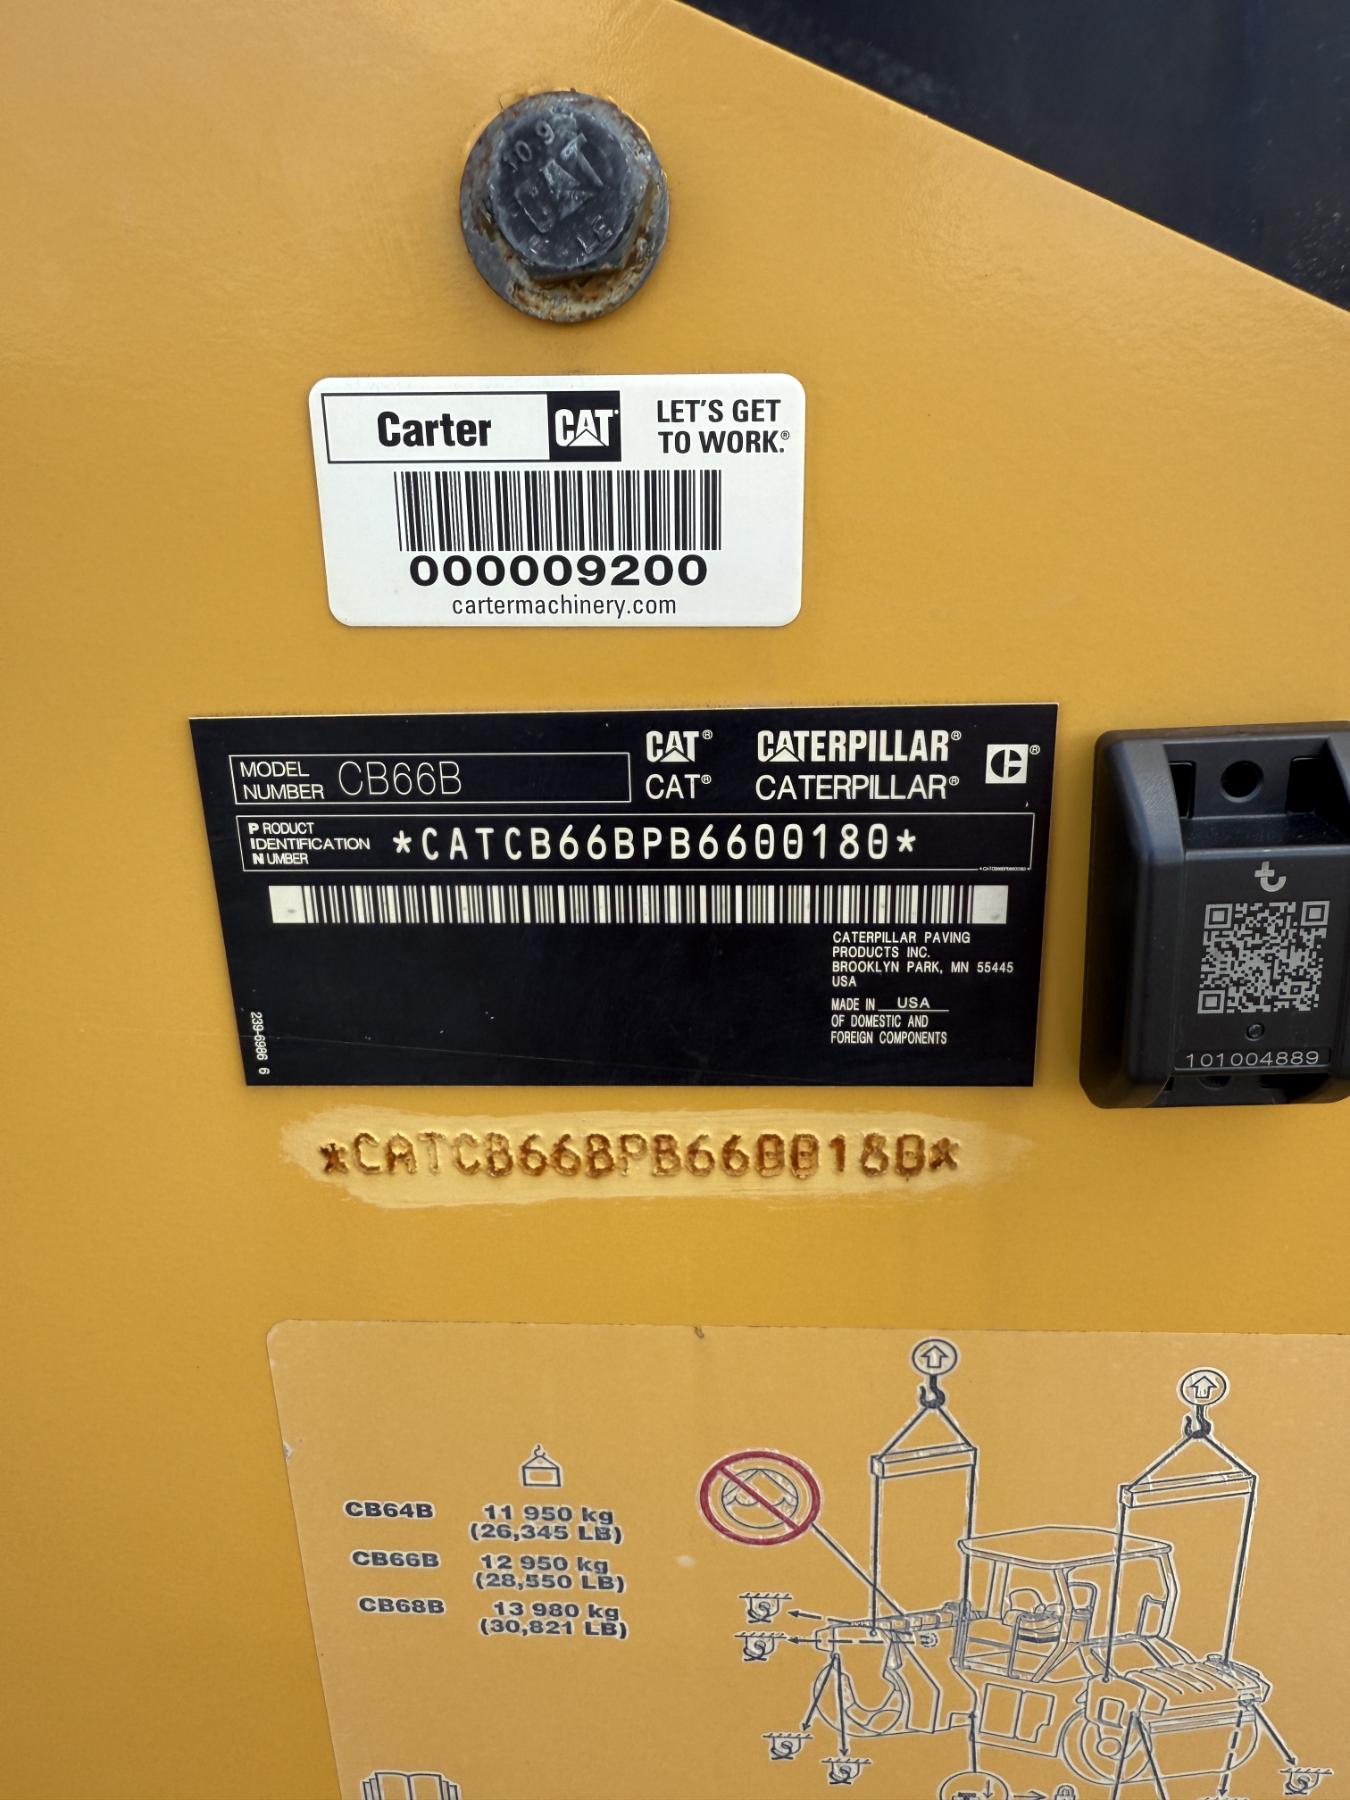 10.9
CAT
LE
Carter CAT LET'S GET
TO WORK.®
000009200
cartermachinery.com
CAT® CATERPILLAR® C®
MODEL
NUMBER CB66B
CAT® CATERPILLAR®
PRODUCT
IDENTIFICATION
NUMBER *CATCB66BPB6600180*
CATERPILLAR PAVING
PRODUCTS INC.
BROOKLYN PARK, MN 55445
USA
MADE IN USA
OF DOMESTIC AND
FOREIGN COMPONENTS
239-6986 6
101004889
*CATCB66BPB6600180*
CB64B 11 950 kg
(26,345 LB)
CB66B 12 950 kg
(28,550 LB)
CB68B 13 980 kg
(30,821 LB)